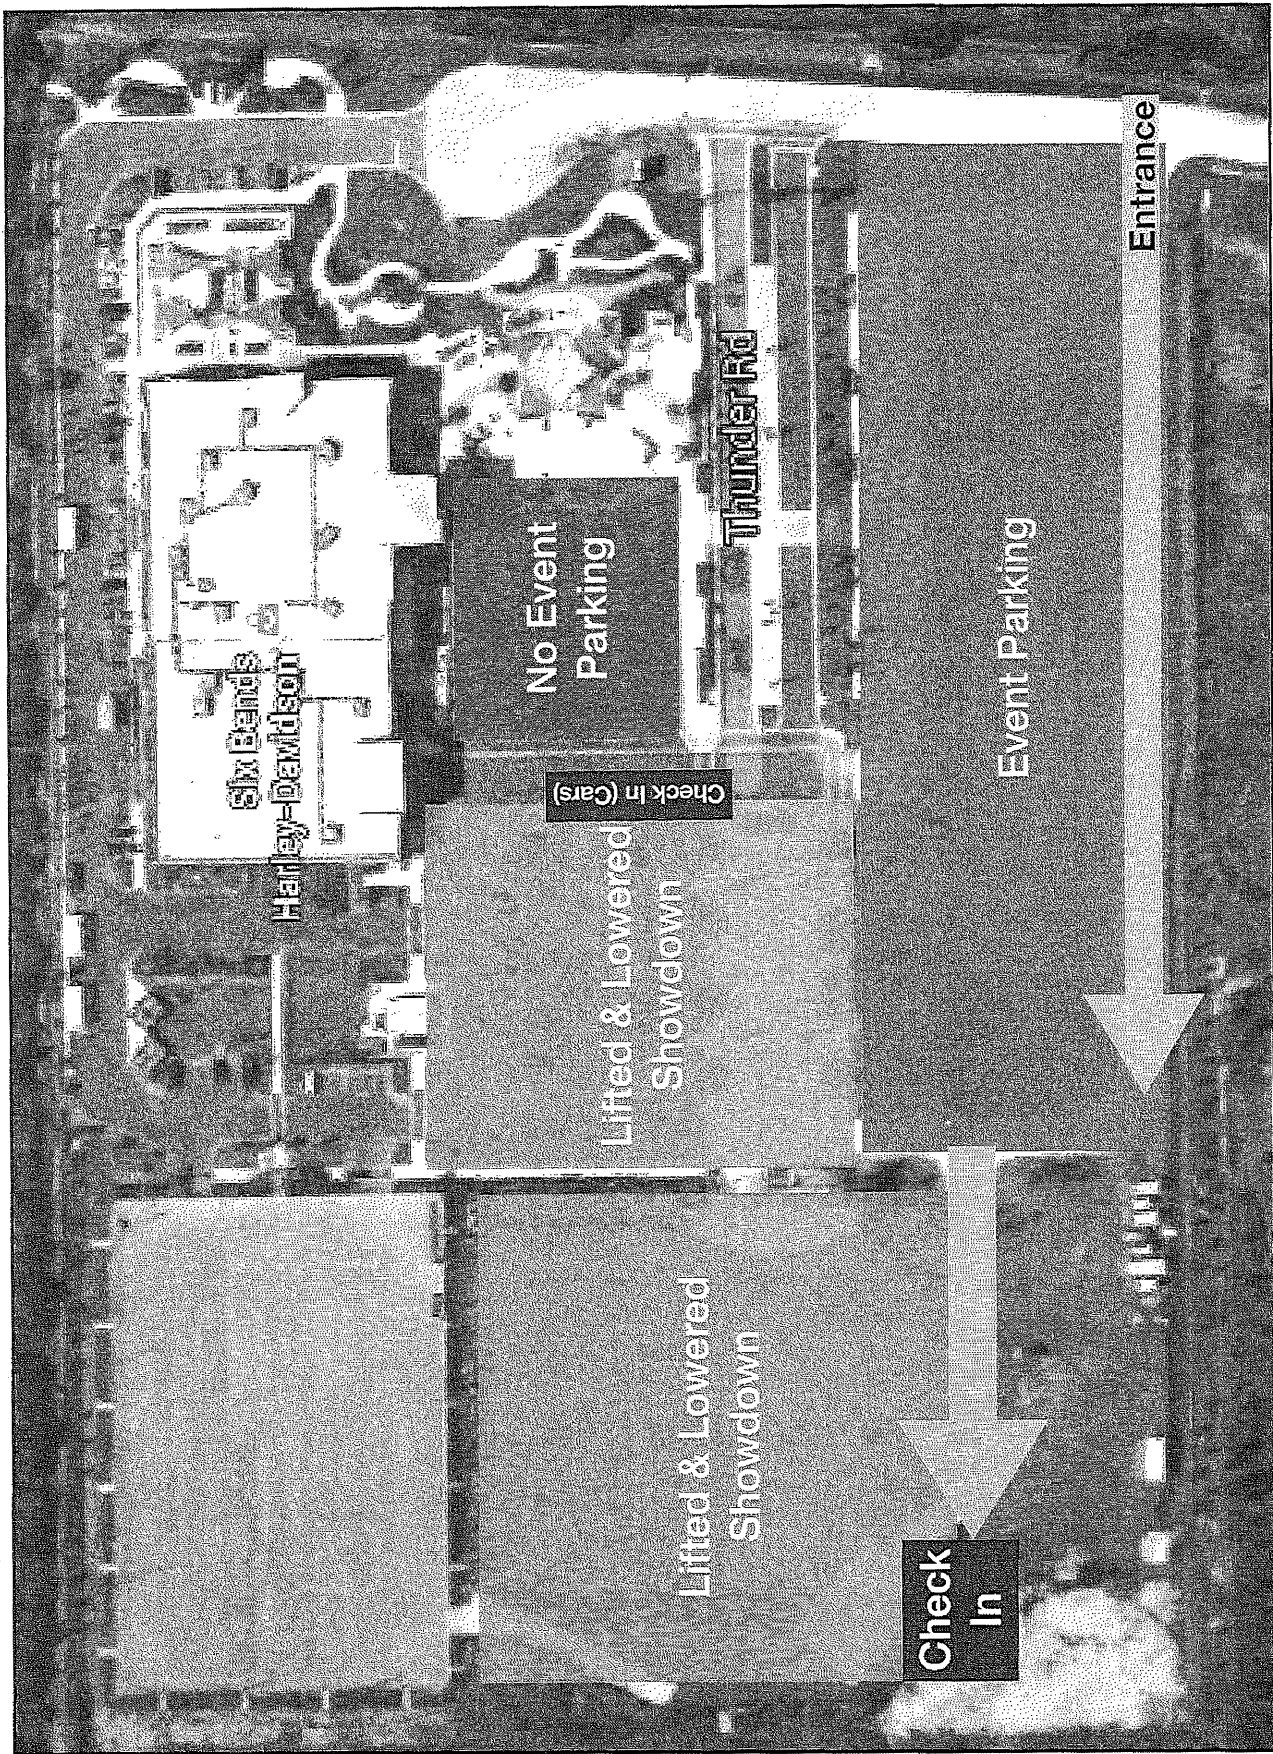 Six Bends
Harley-Davidson
No Event
Parking
Thunder Rd
Entrance
Check In (Cars)
Event Parking
Lifted & Lowered
Showdown
Lifted & Lowered
Showdown
Check
In